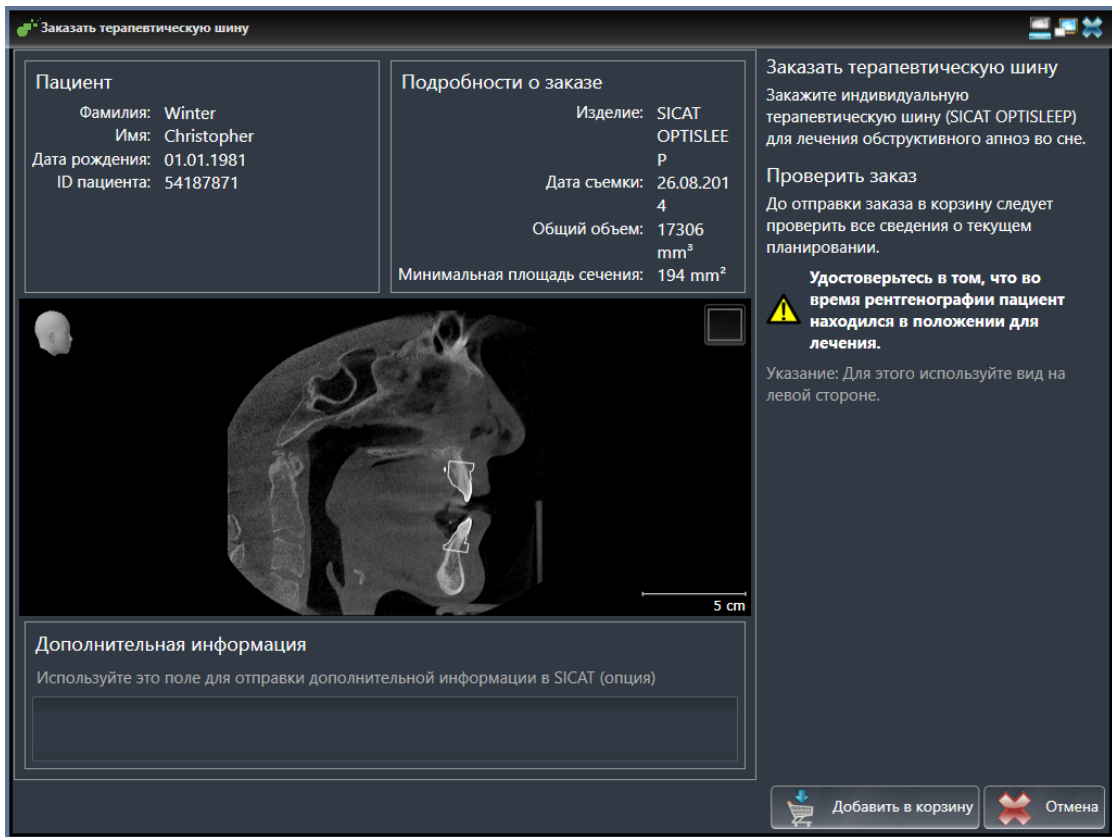 Заказать терапевтическую шину
Пациент
Фамилия: Winter
Имя: Christopher
Дата рождения: 01.01.1981
ID пациента: 54187871
Подробности о заказе
Изделие: SICAT
OPTISLEE
P
Дата съемки: 26.08.201
4
Общий объем: 17306
mm³
Минимальная площадь сечения: 194 mm²
5 cm
Дополнительная информация
Используйте это поле для отправки дополнительной информации в SICAT (опция)
Заказать терапевтическую шину
Закажите индивидуальную
терапевтическую шину (SICAT OPTISLEEP)
для лечения обструктивного апноэ во сне.
Проверить заказ
До отправки заказа в корзину следует
проверить все сведения о текущем
планировании.
Удостоверьтесь в том, что во
время рентгенографии пациент
находился в положении для
лечения.
Указание: Для этого используйте вид на
левой стороне.
Добавить в корзину
Отмена